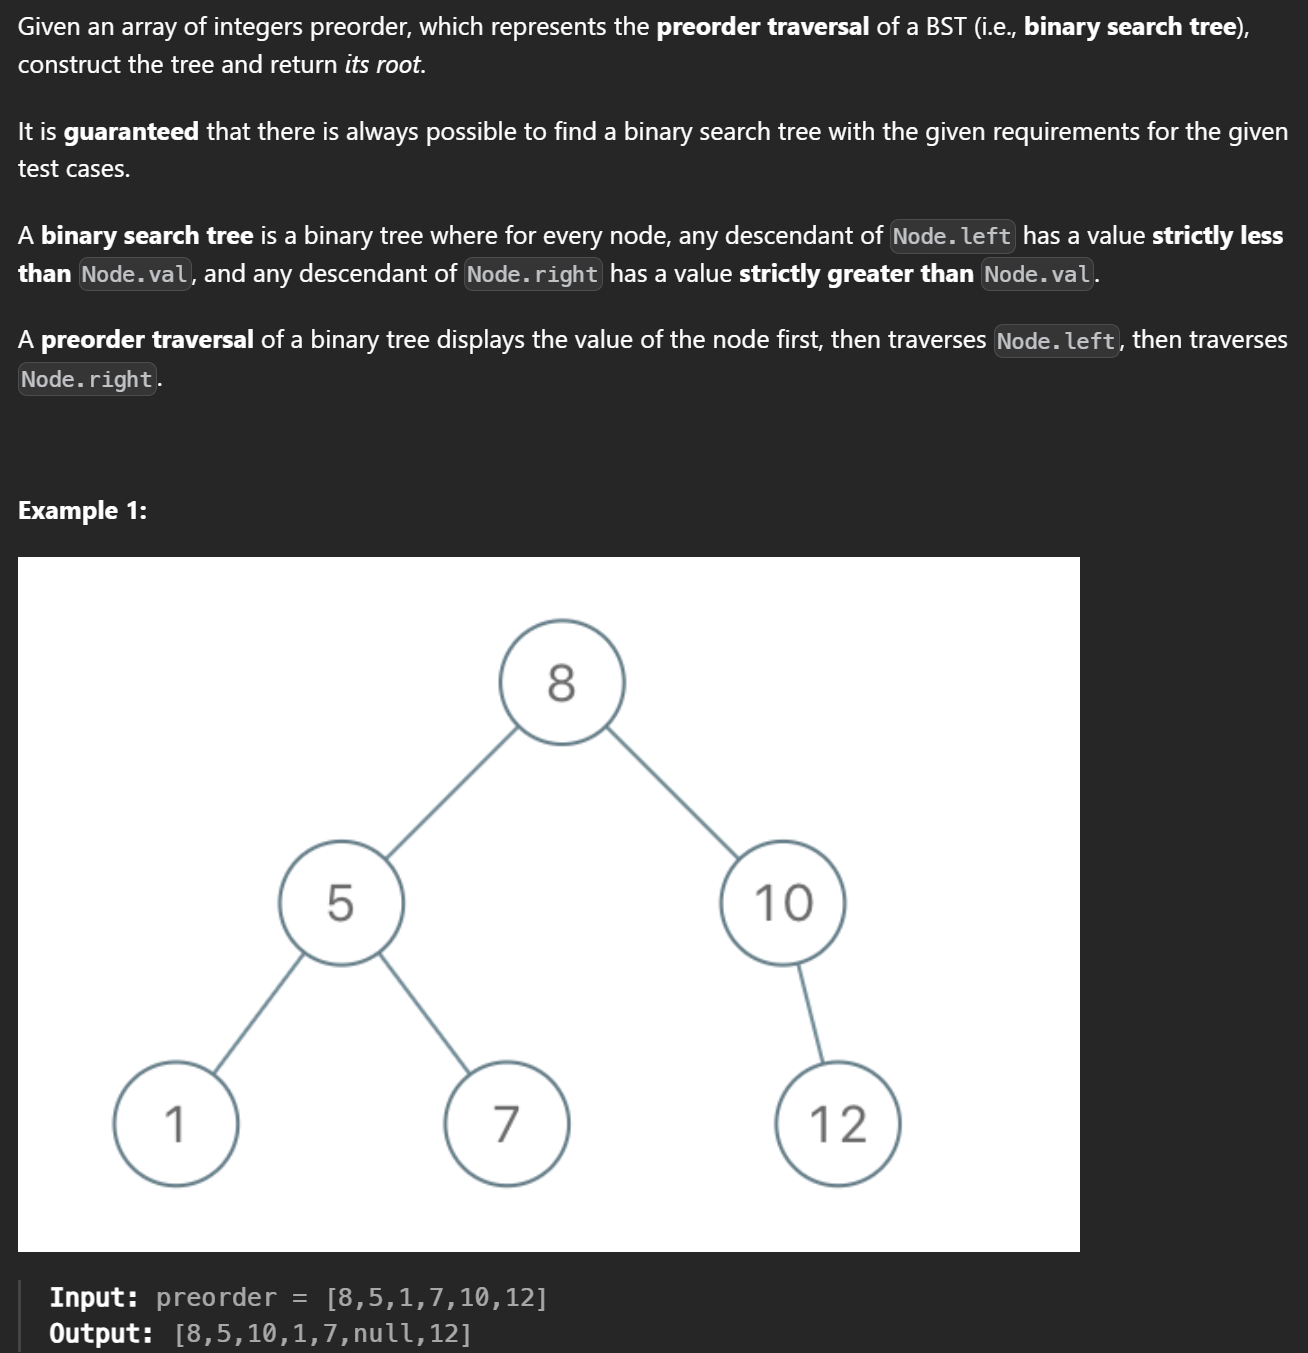 Given an array of integers preorder, which represents the preorder traversal of a BST (i.e., binary search tree),
construct the tree and return its root.
It is guaranteed that there is always possible to find a binary search tree with the given requirements for the given
test cases.
A binary search tree is a binary tree where for every node, any descendant of Node.left has a value strictly less
than Node.val, and any descendant of Node.right has a value strictly greater than Node.val.
A preorder traversal of a binary tree displays the value of the node first, then traverses Node.left, then traverses
Node.right.
Example 1:
8
5 10
1 7 12
Input: preorder = [8,5,1,7,10,12]
Output: [8,5,10,1,7,null,12]